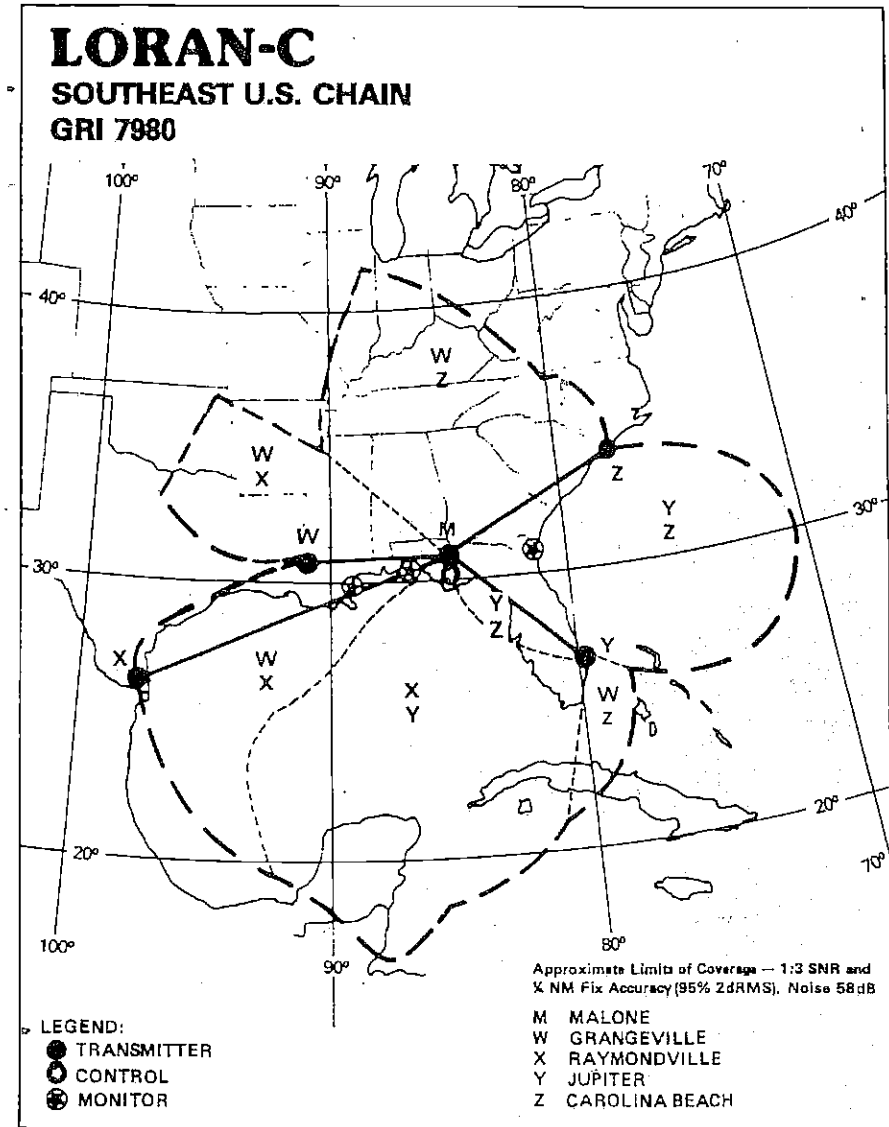 LORAN-C
SOUTHEAST U.S. CHAIN
GRI 7980
100°
90°
80°
70°
40°
40°
W
Z
W
X
Z
W
M
Y
Z
30°
30°
Y
Z
Y
X
W
X
X
Y
W
Z
20°
20°
70°
100°
90°
80°
Approximate Limits of Coverage — 1:3 SNR and
¼ NM Fix Accuracy (95% 2dRMS). Noise 58dB
LEGEND:
TRANSMITTER
CONTROL
MONITOR
M MALONE
W GRANGEVILLE
X RAYMONDVILLE
Y JUPITER
Z CAROLINA BEACH